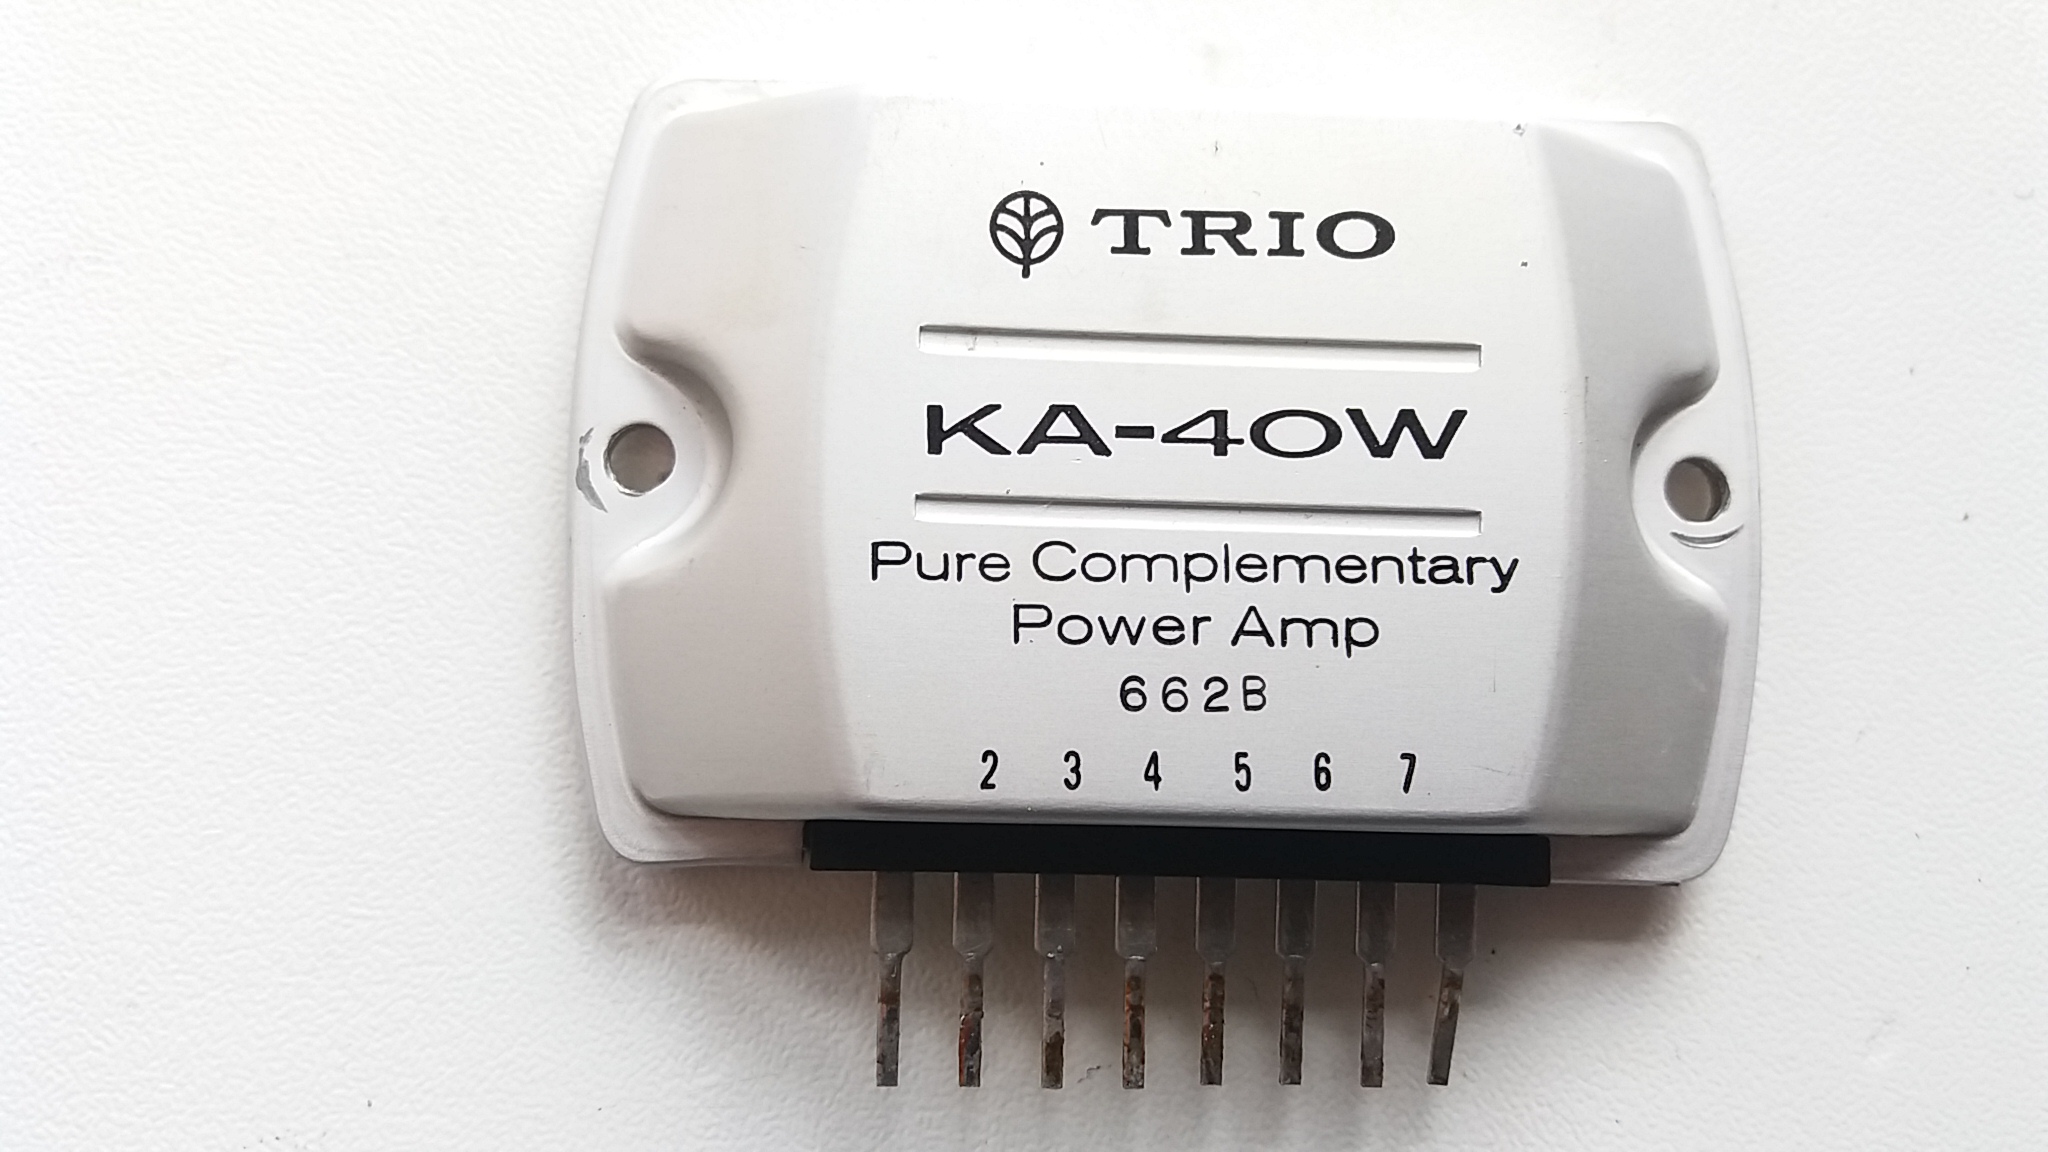 TRIO
KA-40W
Pure Complementary
Power Amp
662B
2 3 4 5 6 7